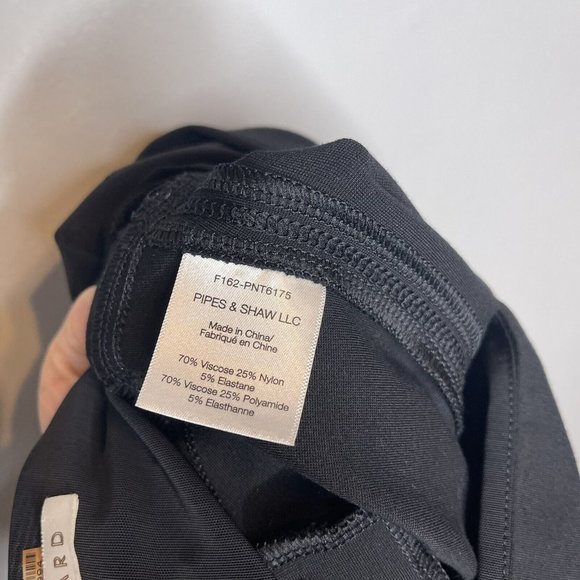 F162-PNT6175
PIPES & SHAW LLC
Made in China/
Fabriqué en Chine
70% Viscose 25% Nylon
5% Elastane
70% Viscose 25% Polyamide
5% Elasthanne
ARD